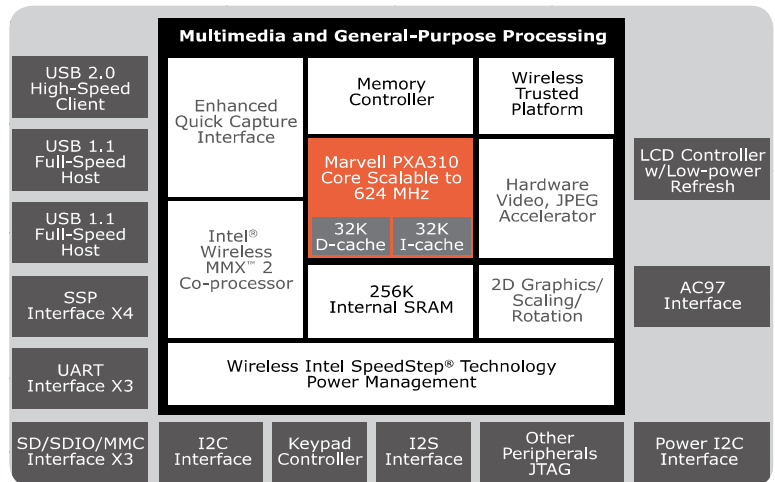 Multimedia and General-Purpose Processing
USB 2.0
High-Speed
Client
USB 1.1
Full-Speed
Host
USB 1.1
Full-Speed
Host
SSP
Interface X4
UART
Interface X3
SD/SDIO/MMC
Interface X3
Enhanced
Quick Capture
Interface
Intel®
Wireless
MMX™ 2
Co-processor
Memory
Controller
Marvell PXA310
Core Scalable to
624 MHz
32K
D-cache
32K
I-cache
256K
Internal SRAM
Wireless
Trusted
Platform
Hardware
Video, JPEG
Accelerator
2D Graphics/
Scaling/
Rotation
Wireless Intel SpeedStep® Technology
Power Management
LCD Controller
w/Low-power
Refresh
AC97
Interface
I2C
Interface
Keypad
Controller
I2S
Interface
Other
Peripherals
JTAG
Power I2C
Interface